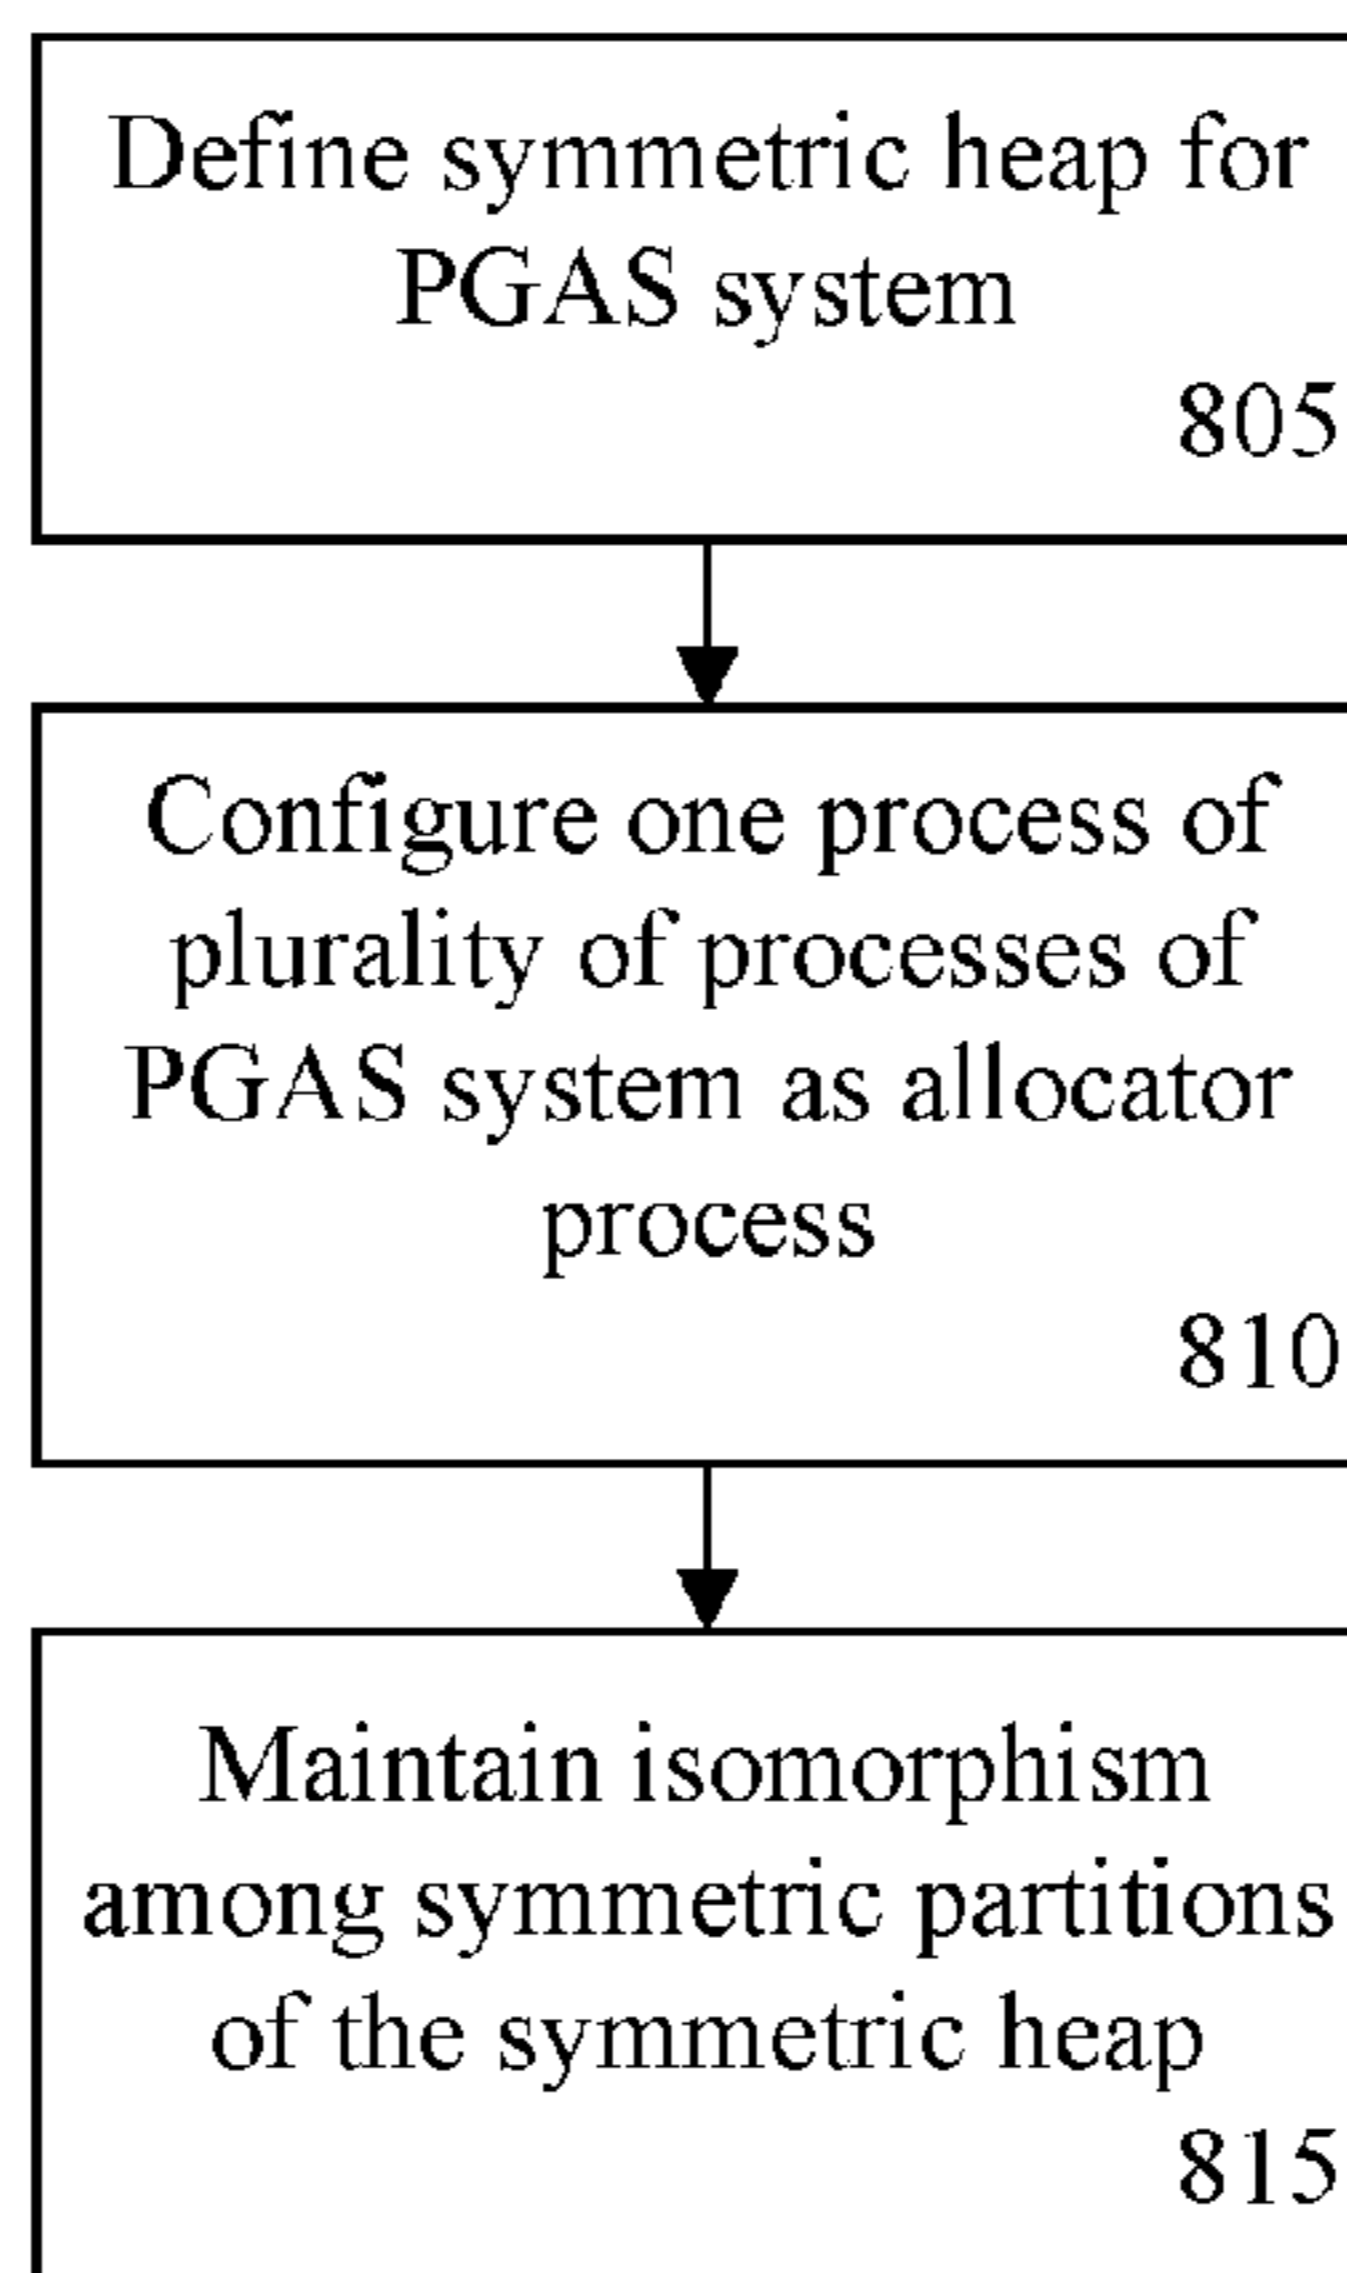 Define symmetric heap for
PGAS system
805
Configure one process of
plurality of processes of
PGAS system as allocator
process
810
Maintain isomorphism
among symmetric partitions
of the symmetric heap
815